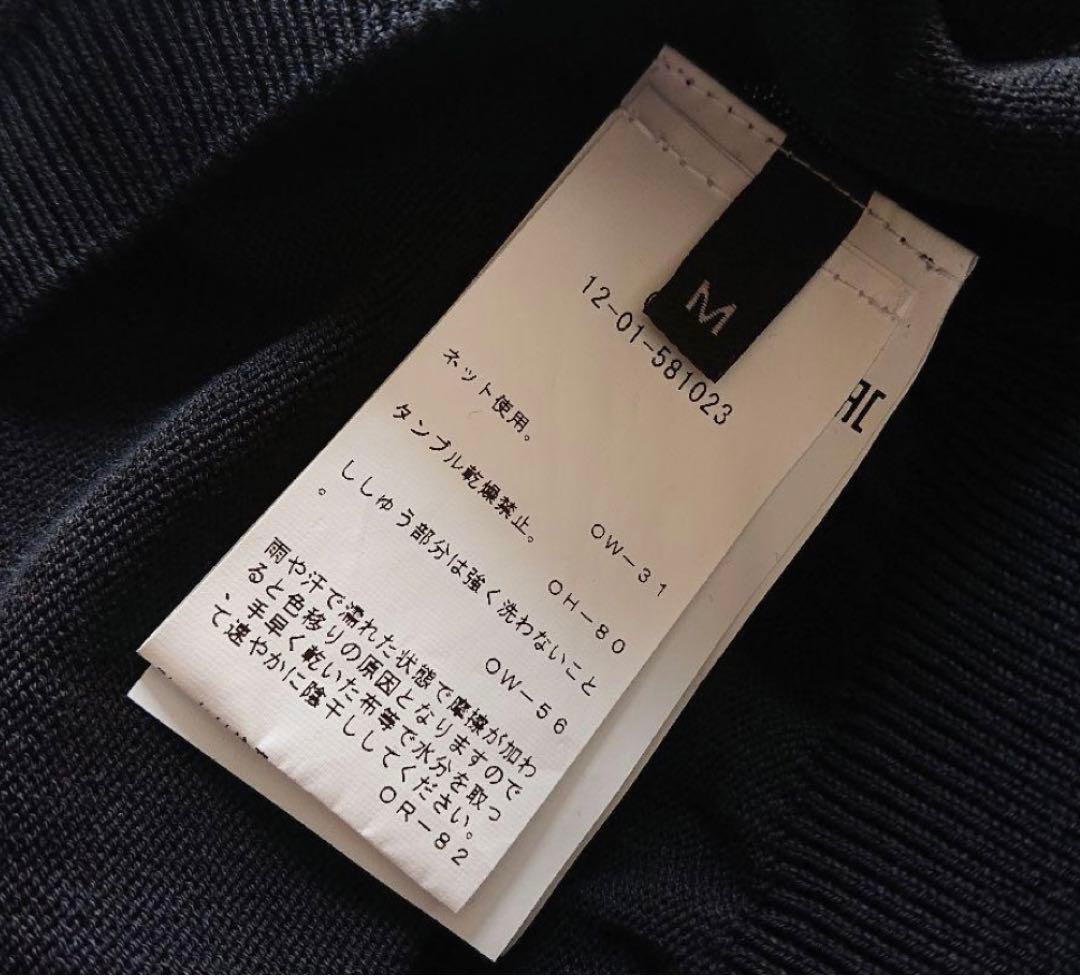 M
12-01-581023
ネット使用。
OW-31
タンブル乾燥禁止。
OH-80
ししゅう部分は強く洗わないこと
。
OW-56
雨や汗で濡れた状態で摩擦が加わ
ると色移りの原因となりますので
、手早く乾いた布等で水分を取っ
て速やかに陰干ししてください。
OR-82